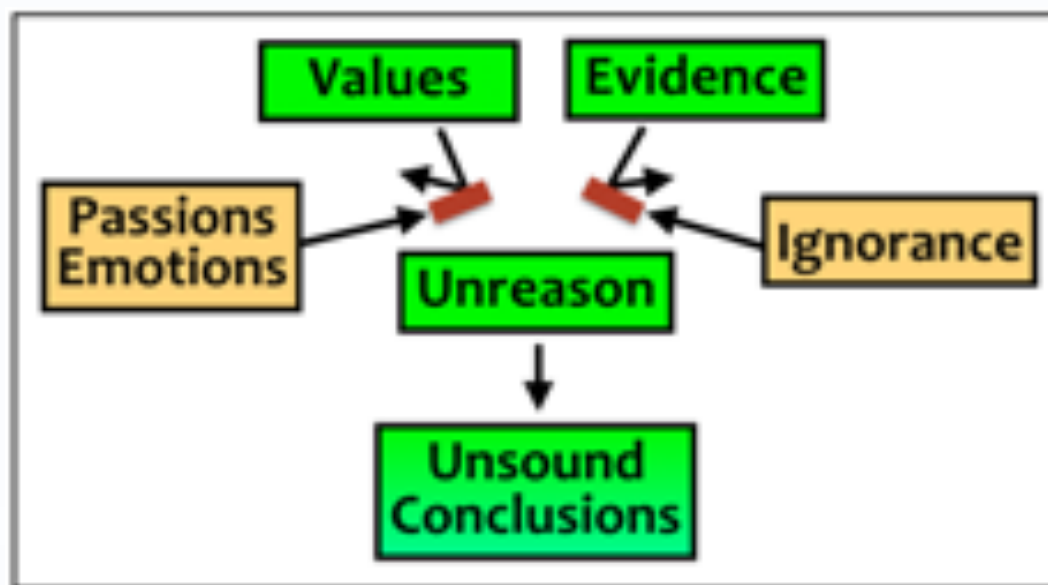 Values
Evidence
Passions
Emotions
Ignorance
Unreason
Unsound
Conclusions